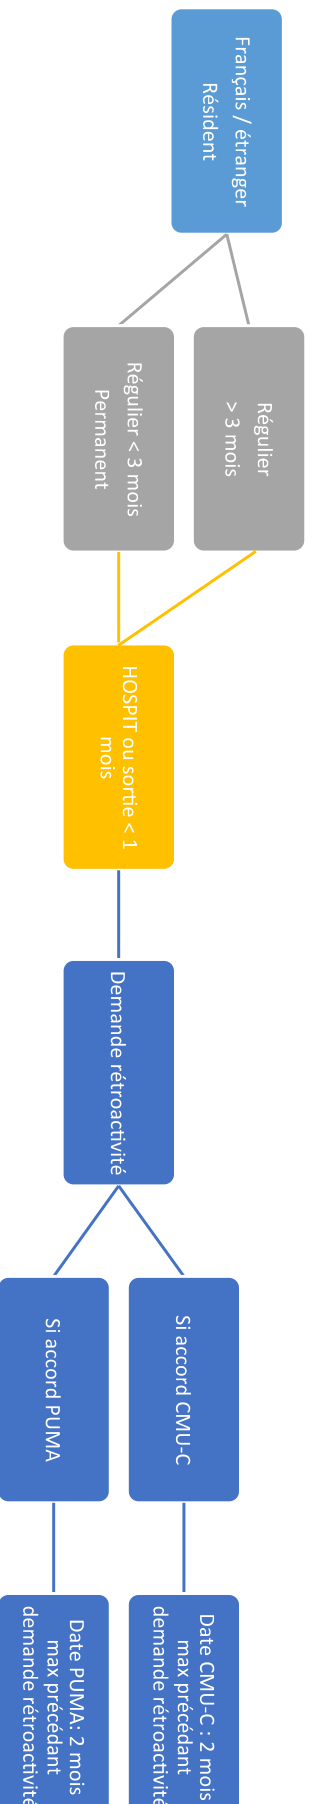 Français / étranger
Résident
Régulier
> 3 mois
Régulier < 3 mois
Permanent
HOSPIT ou sortie < 1
mois
Demande rétroactivité
Si accord CMU-C
Si accord PUMA
Date CMU-C : 2 mois
max précédant
demande rétroactivité
Date PUMA: 2 mois
max précédant
demande rétroactivité